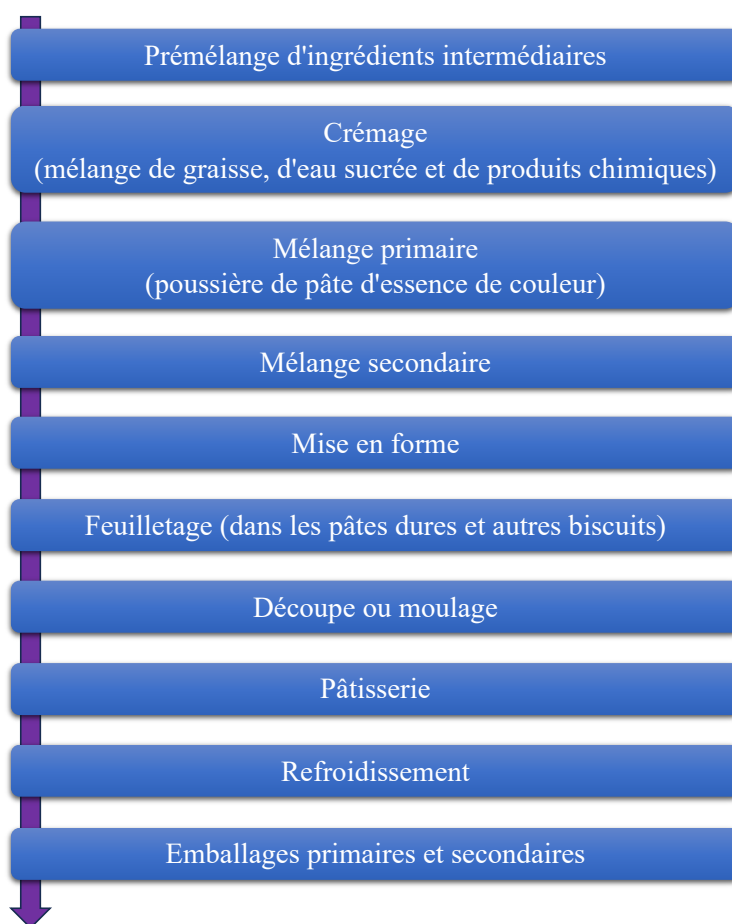 Prémélange d'ingrédients intermédiaires
Crémage
(mélange de graisse, d'eau sucrée et de produits chimiques)
Mélange primaire
(poussière de pâte d'essence de couleur)
Mélange secondaire
Mise en forme
Feuilletage (dans les pâtes dures et autres biscuits)
Découpe ou moulage
Pâtisserie
Refroidissement
Emballages primaires et secondaires